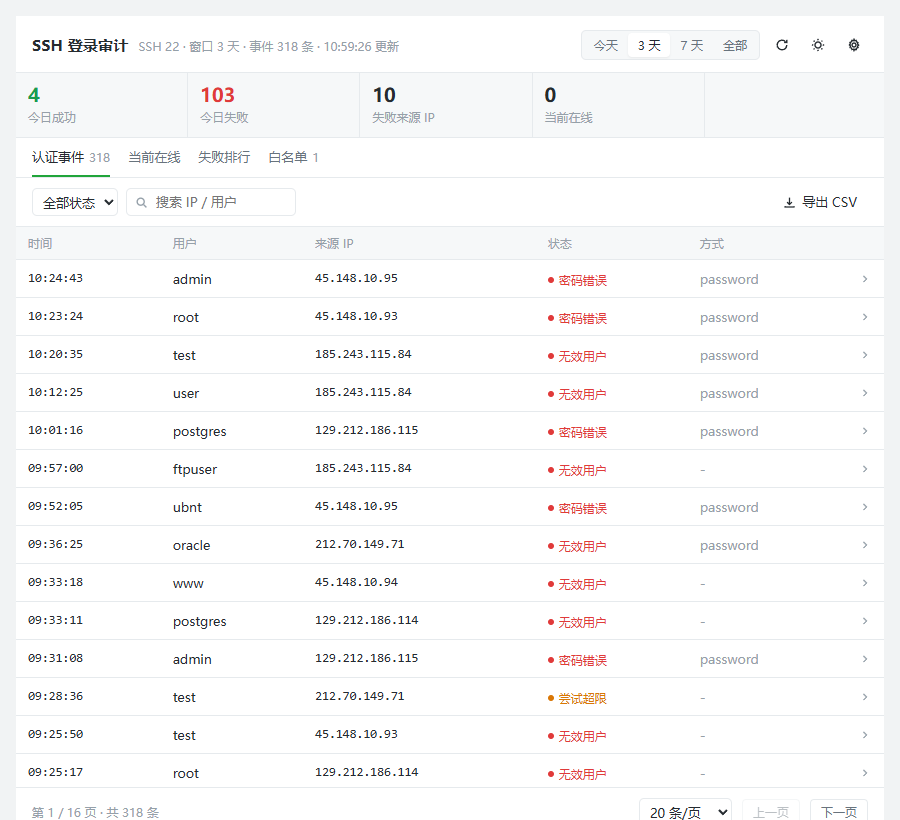 SSH 登录审计 SSH 22 · 窗口 3 天 · 事件 318 条 · 10:59:26 更新 今天 3 天 7 天 全部
4 103 10 0
今日成功 今日失败 失败来源 IP 当前在线
认证事件 318 当前在线 失败排行 白名单 1
全部状态 搜索 IP / 用户 导出 CSV
时间 用户 来源 IP 状态 方式
10:24:43 admin 45.148.10.95 密码错误 password
10:23:24 root 45.148.10.93 密码错误 password
10:20:35 test 185.243.115.84 无效用户 password
10:12:25 user 185.243.115.84 无效用户 password
10:01:16 postgres 129.212.186.115 密码错误 password
09:57:00 ftpuser 185.243.115.84 无效用户 -
09:52:05 ubnt 45.148.10.95 密码错误 password
09:36:25 oracle 212.70.149.71 无效用户 password
09:33:18 www 45.148.10.94 无效用户 -
09:33:11 postgres 129.212.186.114 无效用户 -
09:31:08 admin 129.212.186.115 密码错误 password
09:28:36 test 212.70.149.71 尝试超限 -
09:25:50 test 45.148.10.93 无效用户 -
09:25:17 root 129.212.186.114 无效用户 -
第 1 / 16 页 · 共 318 条 20 条/页 上一页 下一页